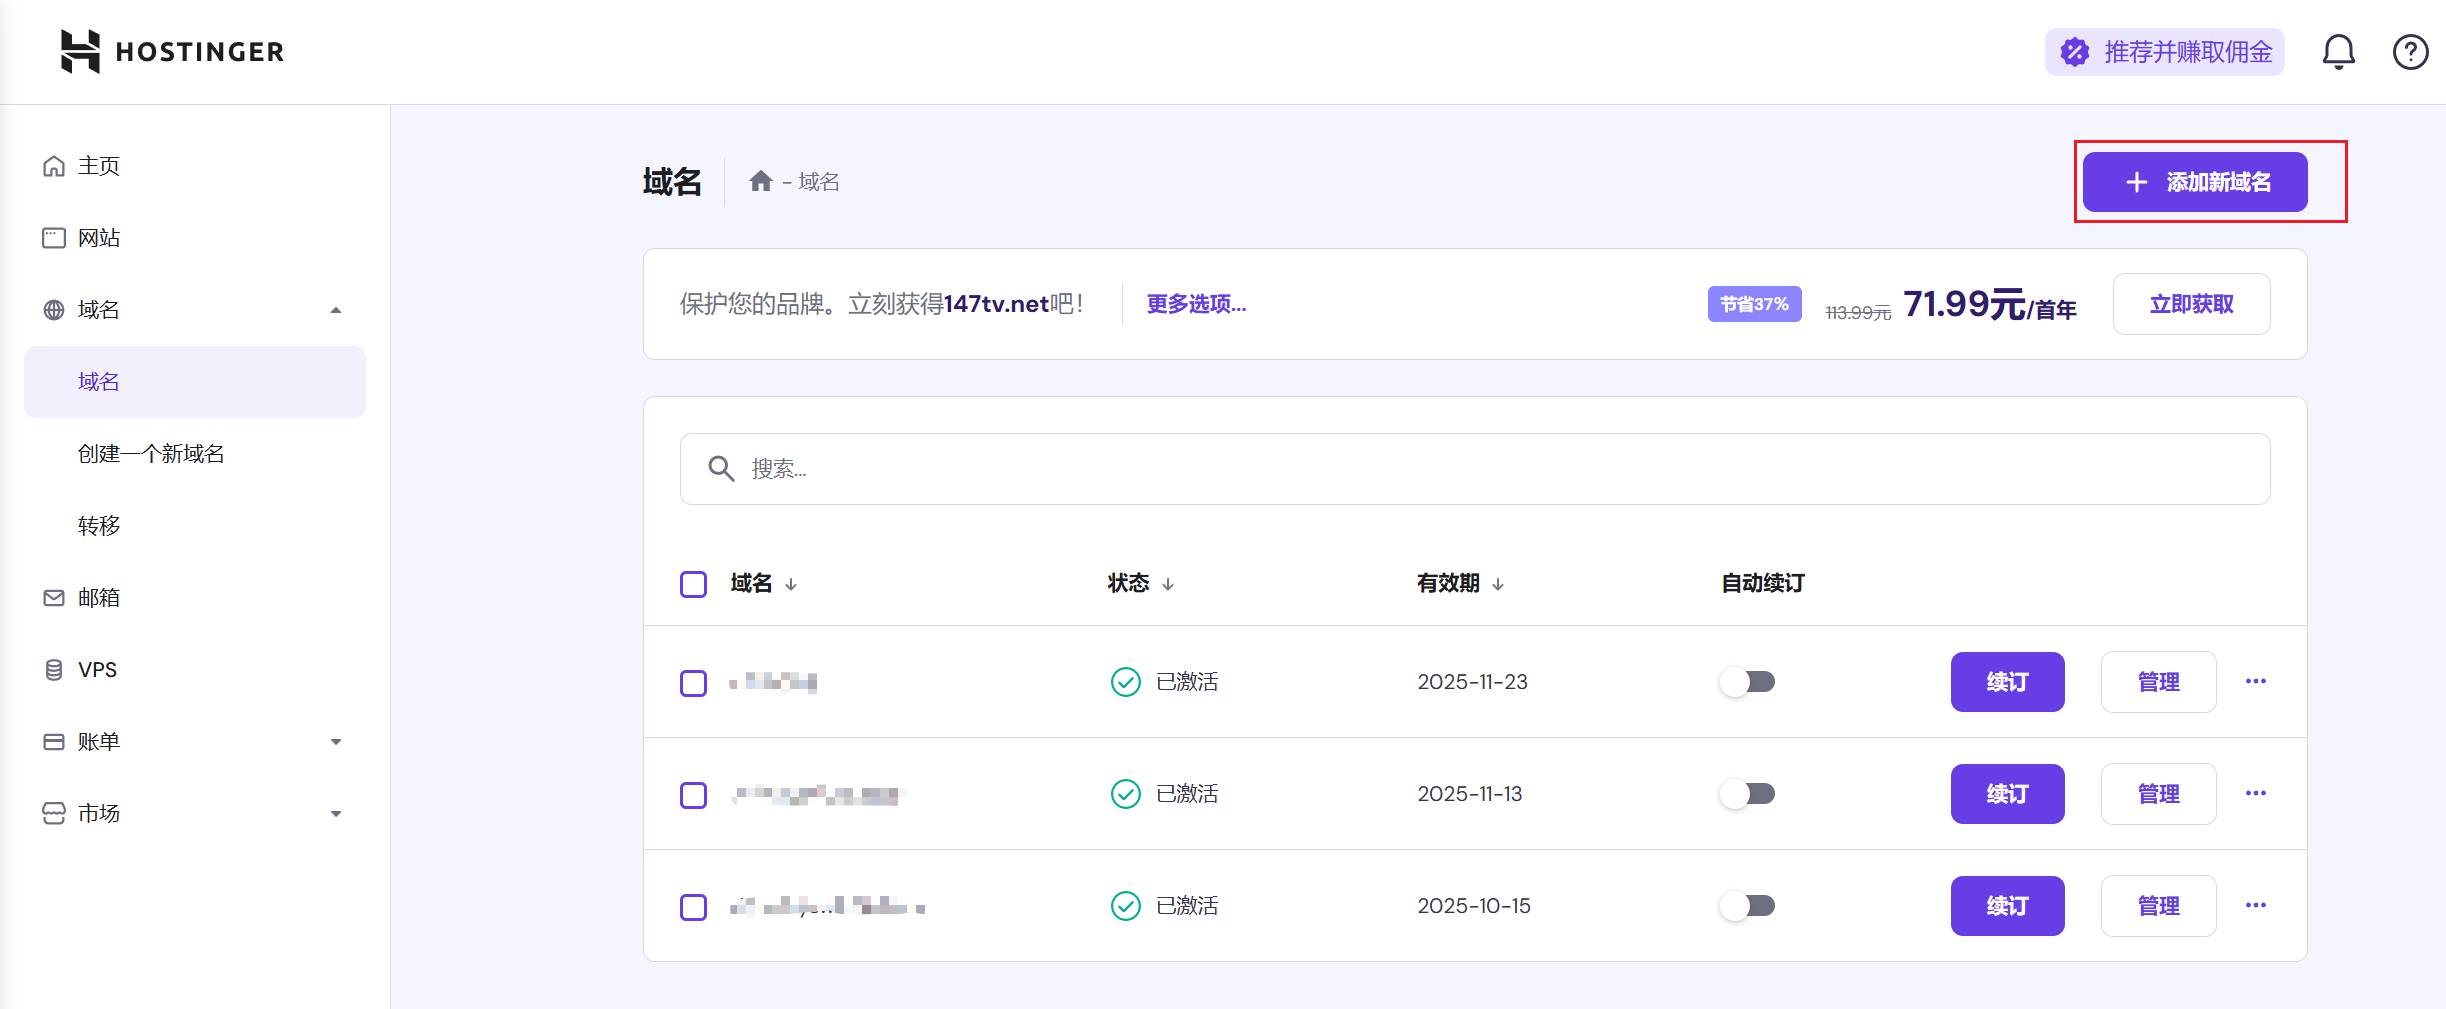 HOSTINGER
推荐并赚取佣金
主页
网站
域名
域名
创建一个新域名
转移
邮箱
VPS
账单
市场
域名
- 域名
+ 添加新域名
保护您的品牌。立刻获得147tv.net吧!
更多选项...
节省37%
113.99元
71.99元/首年
立即获取
搜索...
域名 ↓
状态 ↓
有效期 ↓
自动续订
已激活
2025-11-23
续订
管理
...
已激活
2025-11-13
续订
管理
...
已激活
2025-10-15
续订
管理
...